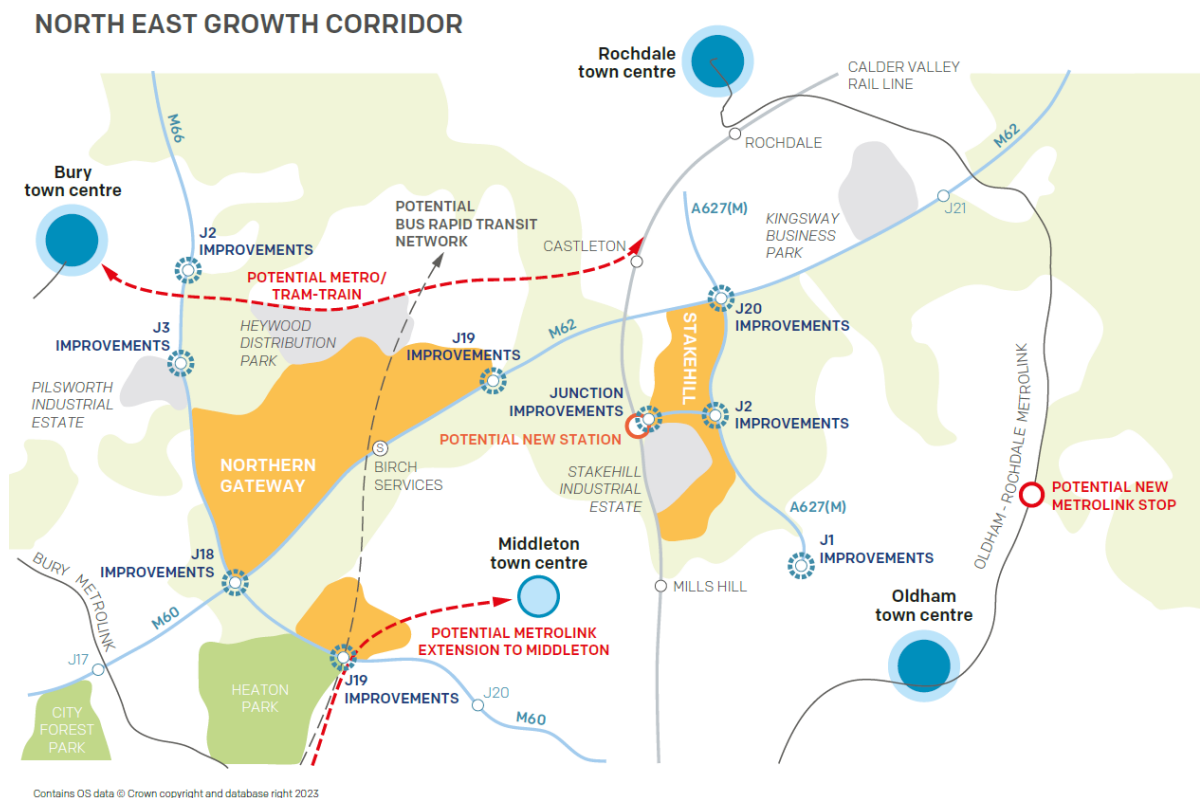 NORTH EAST GROWTH CORRIDOR
Rochdale
town centre
CALDER VALLEY
RAIL LINE
M66
M62
ROCHDALE
Bury
town centre
POTENTIAL
BUS RAPID TRANSIT
NETWORK
A627(M)
KINGSWAY
BUSINESS
PARK
J21
J2
IMPROVEMENTS
CASTLETON
POTENTIAL METRO/
TRAM-TRAIN
J3
IMPROVEMENTS
HEYWOOD
DISTRIBUTION
PARK
J19
IMPROVEMENTS
M62
STAKEHILL
J20
IMPROVEMENTS
PILSWORTH
INDUSTRIAL
ESTATE
JUNCTION
IMPROVEMENTS
J2
IMPROVEMENTS
POTENTIAL NEW STATION
S
BIRCH
SERVICES
NORTHERN
GATEWAY
STAKEHILL
INDUSTRIAL
ESTATE
OLDHAM - ROCHDALE METROLINK
POTENTIAL NEW
METROLINK STOP
A627(M)
J1
IMPROVEMENTS
J18
IMPROVEMENTS
Middleton
town centre
BURY METROLINK
MILLS HILL
Oldham
town centre
M60
POTENTIAL METROLINK
EXTENSION TO MIDDLETON
J17
J19
IMPROVEMENTS
J20
M60
HEATON
PARK
CITY
FOREST
PARK
Contains OS data © Crown copyright and database right 2023